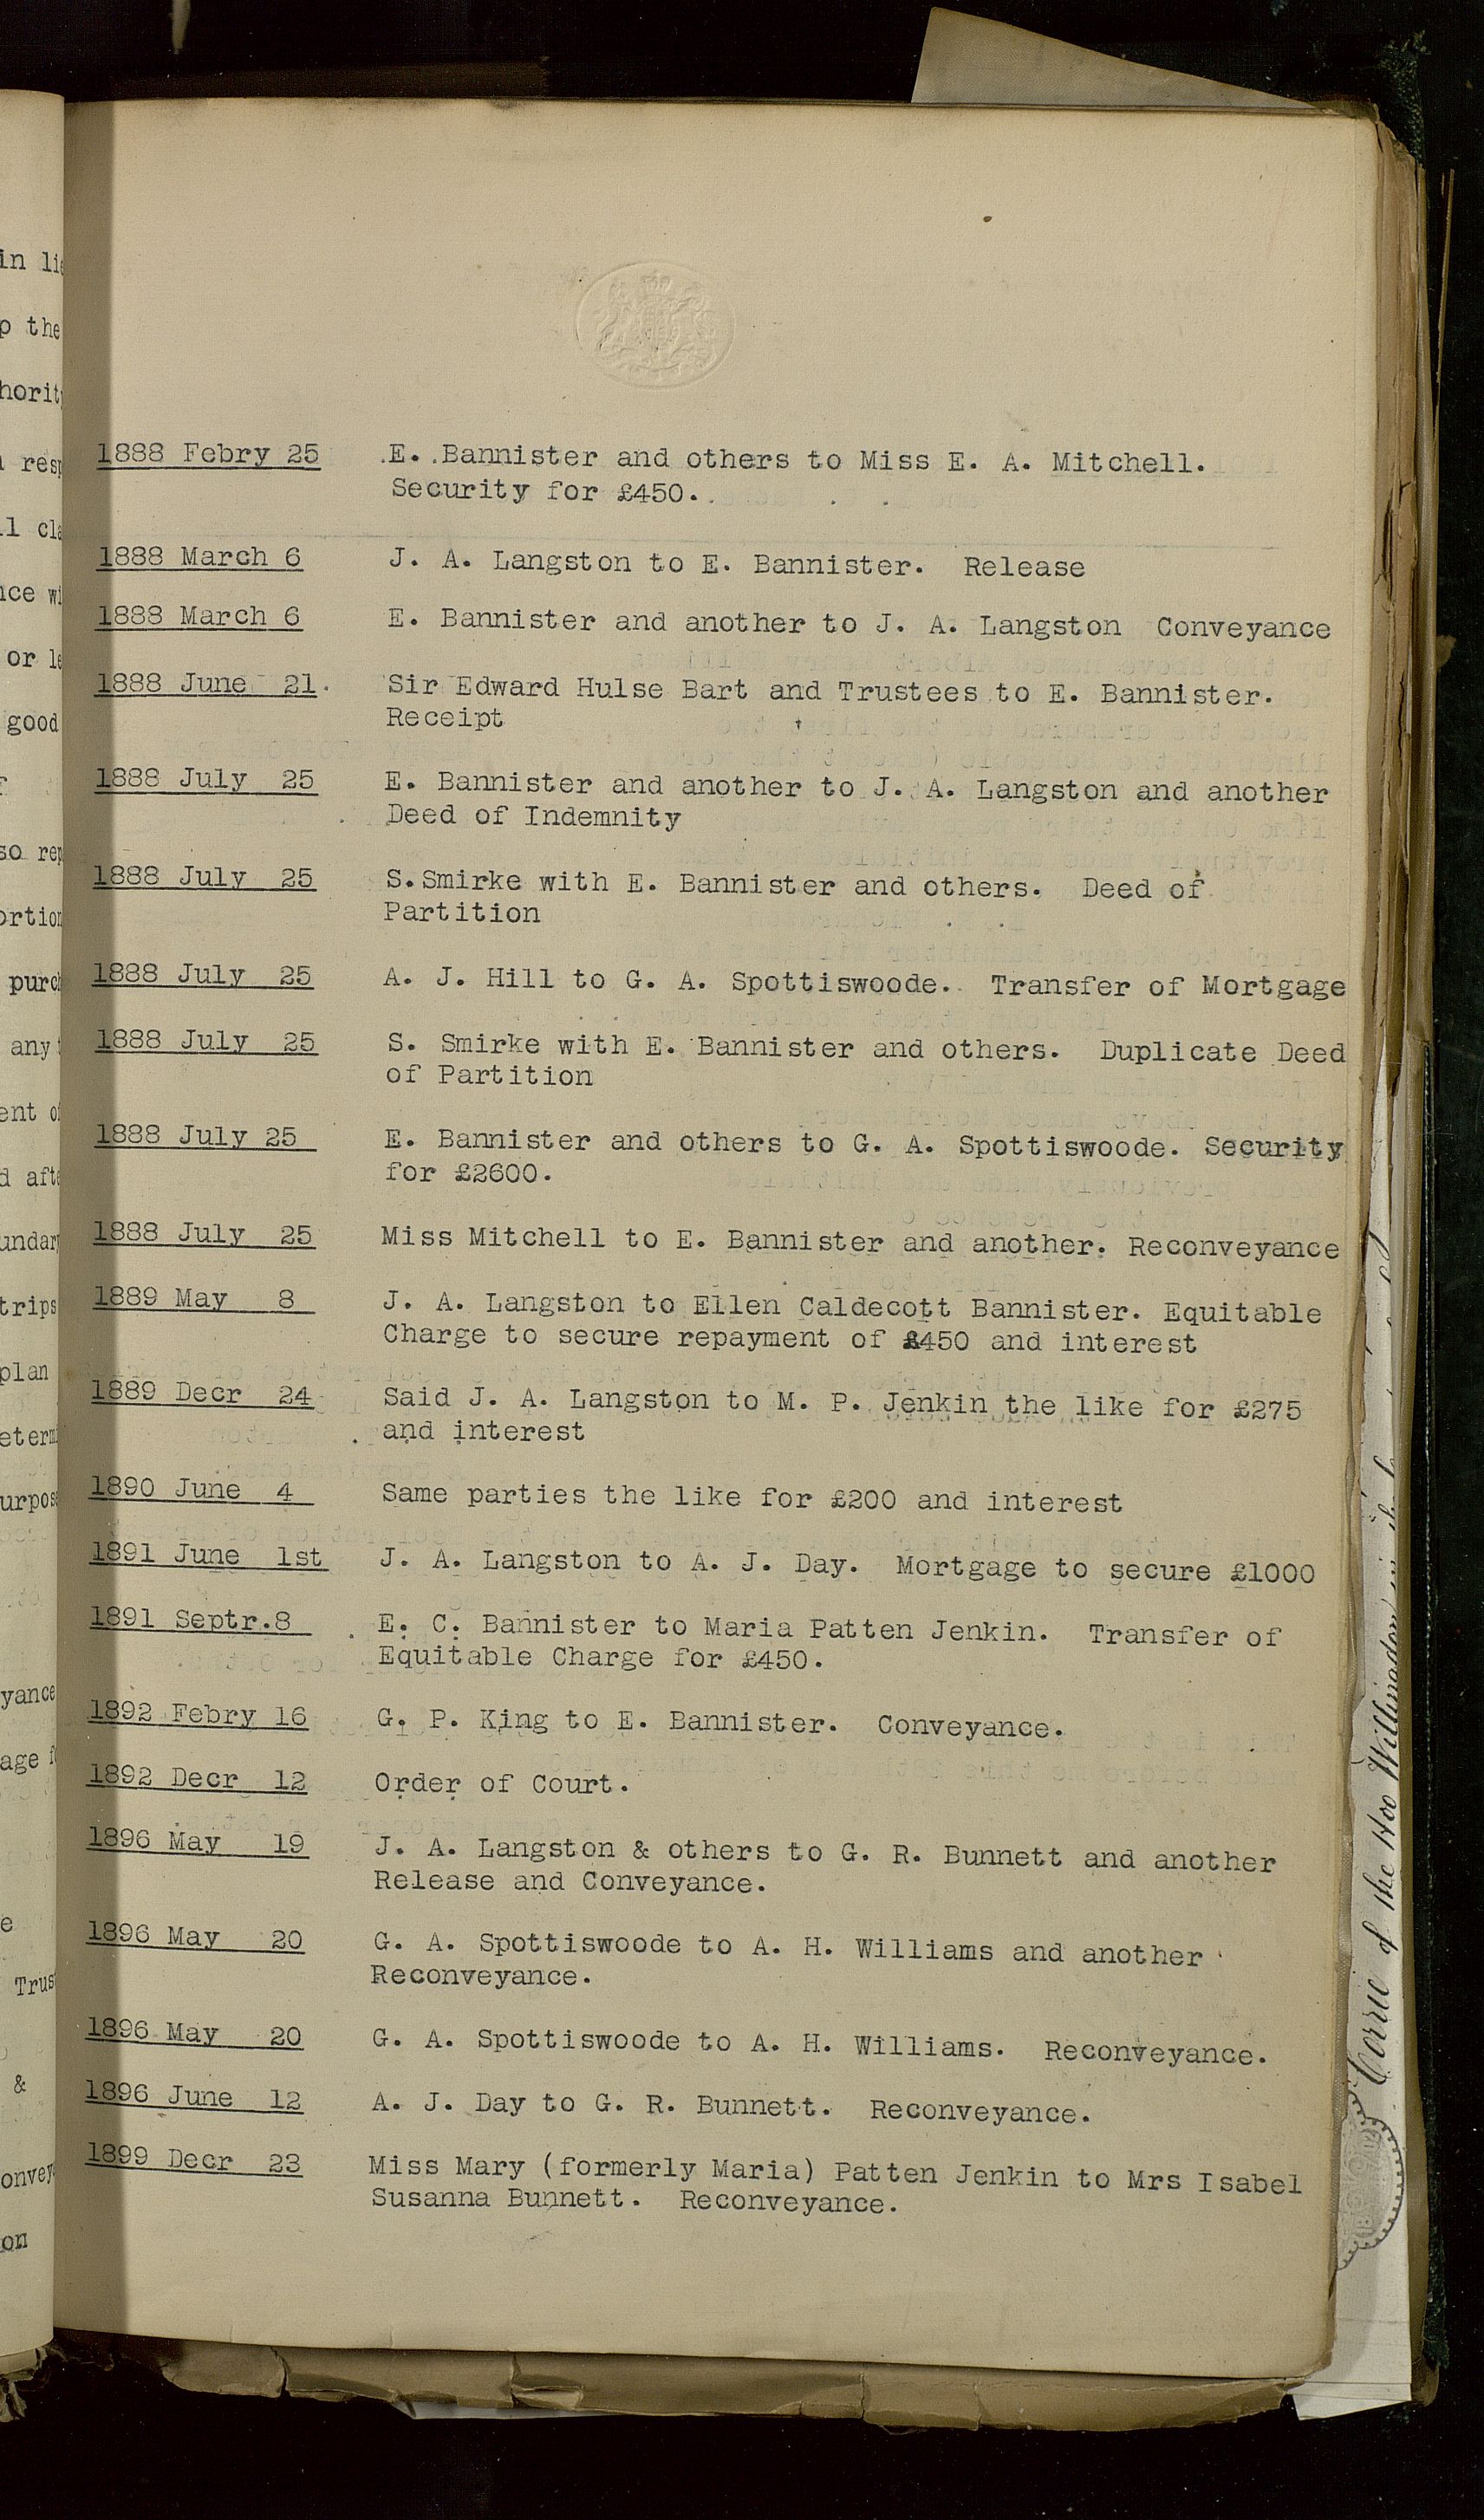 1888 Febry 25 E. Bannister and others to Miss E. A. Mitchell.
Security for £450.
1888 March 6 J. A. Langston to E. Bannister. Release
1888 March 6 E. Bannister and another to J. A. Langston Conveyance
1888 June 21. Sir Edward Hulse Bart and Trustees to E. Bannister.
Receipt
1888 July 25 E. Bannister and another to J. A. Langston and another
Deed of Indemnity
1888 July 25 S.Smirke with E. Bannister and others. Deed of
Partition
1888 July 25 A. J. Hill to G. A. Spottiswoode. Transfer of Mortgage
1888 July 25 S. Smirke with E. Bannister and others. Duplicate Deed
of Partition
1888 July 25 E. Bannister and others to G. A. Spottiswoode. Security
for £2600.
1888 July 25 Miss Mitchell to E. Bannister and another. Reconveyance
1889 May 8 J. A. Langston to Ellen Caldecott Bannister. Equitable
Charge to secure repayment of £450 and interest
1889 Decr 24 Said J. A. Langston to M. P. Jenkin the like for £275
and interest
1890 June 4 Same parties the like for £200 and interest
1891 June 1st J. A. Langston to A. J. Day. Mortgage to secure £1000
1891 Septr.8 E. C. Bannister to Maria Patten Jenkin. Transfer of
Equitable Charge for £450.
1892 Febry 16 G. P. King to E. Bannister. Conveyance.
1892 Decr 12 Order of Court.
1896 May 19 J. A. Langston & others to G. R. Bunnett and another
Release and Conveyance.
1896 May 20 G. A. Spottiswoode to A. H. Williams and another
Reconveyance.
1896 May 20 G. A. Spottiswoode to A. H. Williams. Reconveyance.
1896 June 12 A. J. Day to G. R. Bunnett. Reconveyance.
1899 Decr 23 Miss Mary (formerly Maria) Patten Jenkin to Mrs Isabel
Susanna Bunnett. Reconveyance.
of the Hoo Willingdon